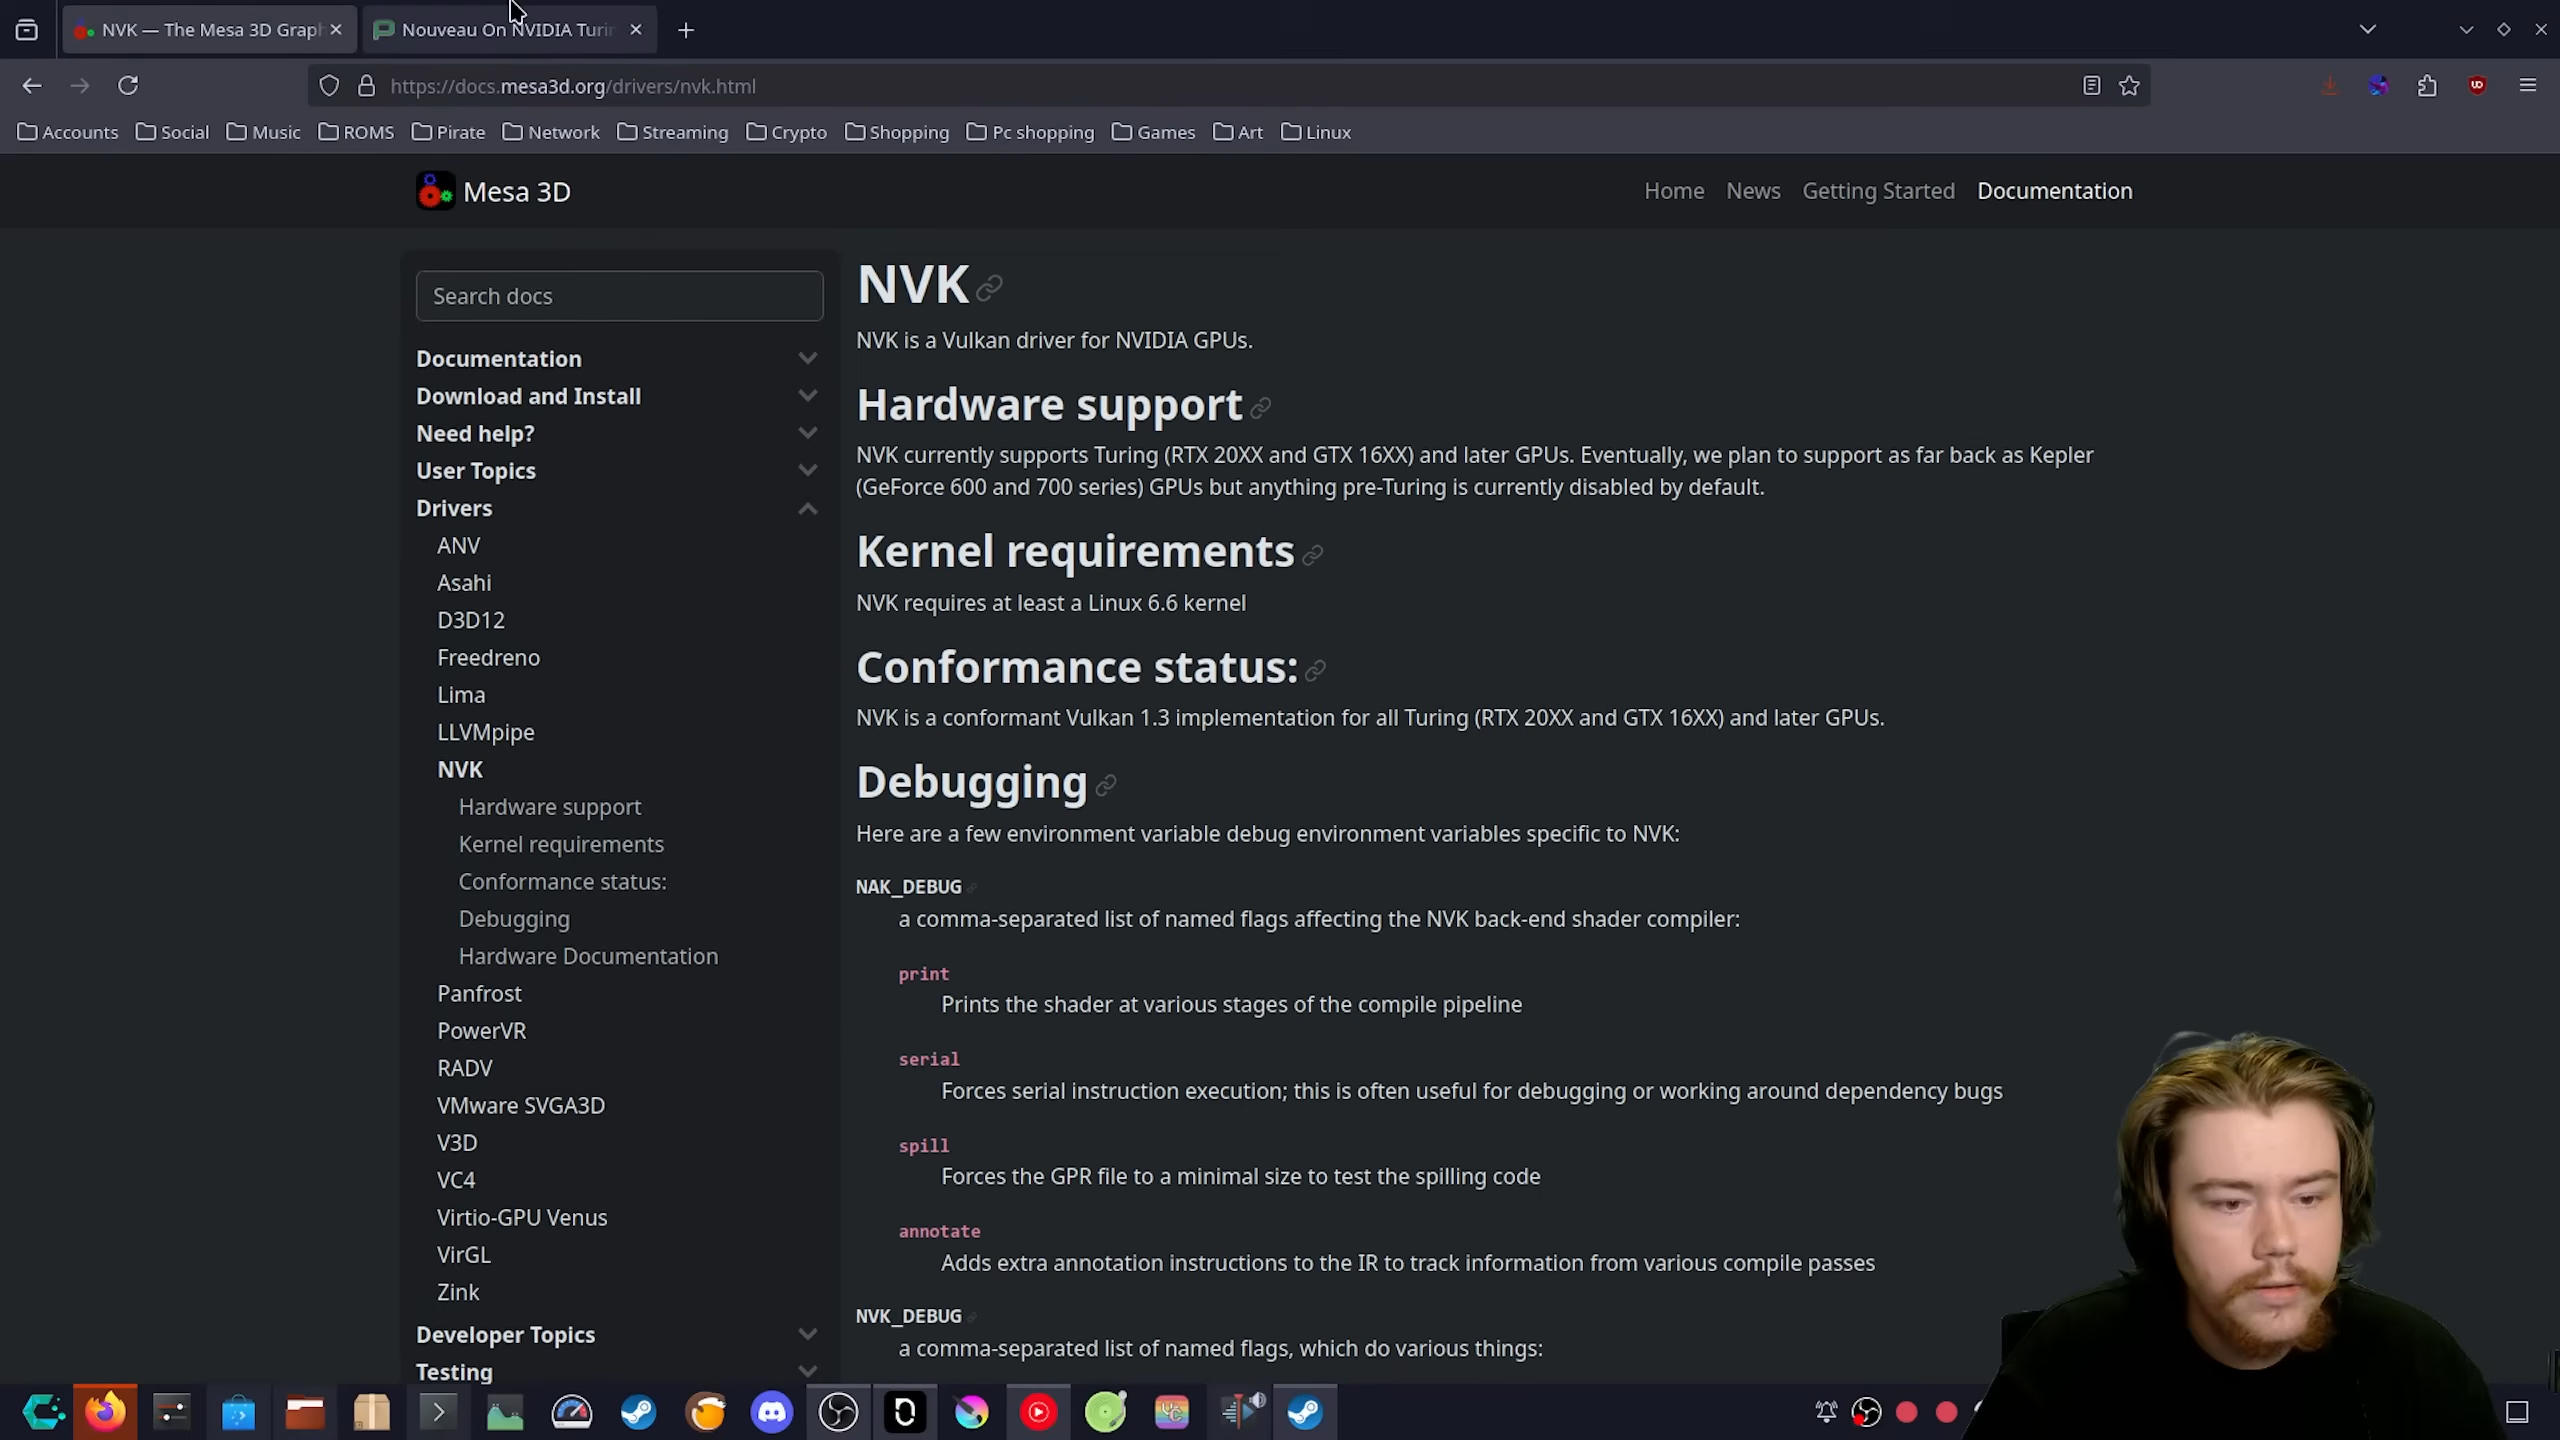 NVK — The Mesa 3D Graph
Nouveau On NVIDIA Turin
https://docs.mesa3d.org/drivers/nvk.html
Accounts
Social
Music
ROMS
Pirate
Network
Streaming
Crypto
Shopping
Pc shopping
Games
Art
Linux
Mesa 3D
Home
News
Getting Started
Documentation
Search docs
Documentation
Download and Install
Need help?
User Topics
Drivers
ANV
Asahi
D3D12
Freedreno
Lima
LLVMpipe
NVK
Hardware support
Kernel requirements
Conformance status:
Debugging
Hardware Documentation
Panfrost
PowerVR
RADV
VMware SVGA3D
V3D
VC4
Virtio-GPU Venus
VirGL
Zink
Developer Topics
Testing
NVK
NVK is a Vulkan driver for NVIDIA GPUs.
Hardware support
NVK currently supports Turing (RTX 20XX and GTX 16XX) and later GPUs. Eventually, we plan to support as far back as Kepler
(GeForce 600 and 700 series) GPUs but anything pre-Turing is currently disabled by default.
Kernel requirements
NVK requires at least a Linux 6.6 kernel
Conformance status:
NVK is a conformant Vulkan 1.3 implementation for all Turing (RTX 20XX and GTX 16XX) and later GPUs.
Debugging
Here are a few environment variable debug environment variables specific to NVK:
NAK_DEBUG
a comma-separated list of named flags affecting the NVK back-end shader compiler:
print
Prints the shader at various stages of the compile pipeline
serial
Forces serial instruction execution; this is often useful for debugging or working around dependency bugs
spill
Forces the GPR file to a minimal size to test the spilling code
annotate
Adds extra annotation instructions to the IR to track information from various compile passes
NVK_DEBUG
a comma-separated list of named flags, which do various things: